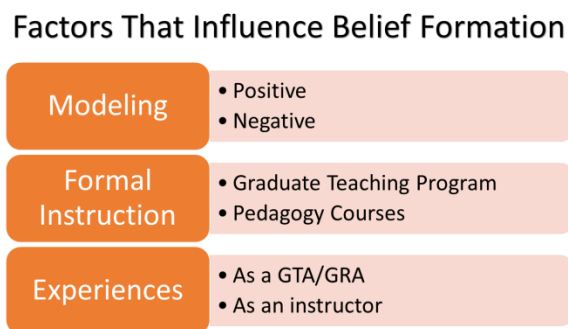 Factors That Influence Belief Formation
Modeling
• Positive
• Negative
Formal
Instruction
• Graduate Teaching Program
• Pedagogy Courses
Experiences
• As a GTA/GRA
• As an instructor